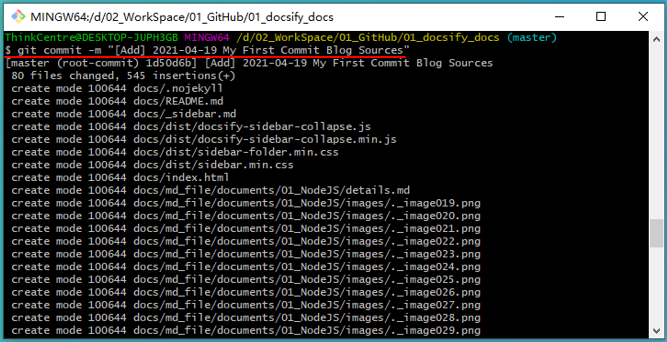 MINGW64:/d/02_WorkSpace/01_GitHub/01_docsify_docs
ThinkCentre@DESKTOP-JUPH3GB MINGW64 /d/02_WorkSpace/01_GitHub/01_docsify_docs (master)
$ git commit -m "[Add] 2021-04-19 My First Commit Blog Sources"
[master (root-commit) 1d50d6b] [Add] 2021-04-19 My First Commit Blog Sources
 80 files changed, 545 insertions(+)
 create mode 100644 docs/.nojekyll
 create mode 100644 docs/README.md
 create mode 100644 docs/_sidebar.md
 create mode 100644 docs/dist/docsify-sidebar-collapse.js
 create mode 100644 docs/dist/docsify-sidebar-collapse.min.js
 create mode 100644 docs/dist/sidebar-folder.min.css
 create mode 100644 docs/dist/sidebar.min.css
 create mode 100644 docs/index.html
 create mode 100644 docs/md_file/documents/01_NodeJS/details.md
 create mode 100644 docs/md_file/documents/01_NodeJS/images/._image019.png
 create mode 100644 docs/md_file/documents/01_NodeJS/images/._image020.png
 create mode 100644 docs/md_file/documents/01_NodeJS/images/._image021.png
 create mode 100644 docs/md_file/documents/01_NodeJS/images/._image022.png
 create mode 100644 docs/md_file/documents/01_NodeJS/images/._image023.png
 create mode 100644 docs/md_file/documents/01_NodeJS/images/._image024.png
 create mode 100644 docs/md_file/documents/01_NodeJS/images/._image025.png
 create mode 100644 docs/md_file/documents/01_NodeJS/images/._image026.png
 create mode 100644 docs/md_file/documents/01_NodeJS/images/._image027.png
 create mode 100644 docs/md_file/documents/01_NodeJS/images/._image028.png
 create mode 100644 docs/md_file/documents/01_NodeJS/images/._image029.png